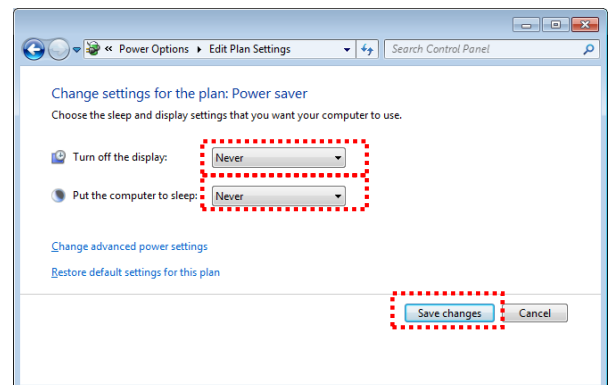 « Power Options ▸ Edit Plan Settings Search Control Panel
Change settings for the plan: Power saver
Choose the sleep and display settings that you want your computer to use.
Turn off the display: Never
Put the computer to sleep: Never
Change advanced power settings
Restore default settings for this plan
Save changes Cancel